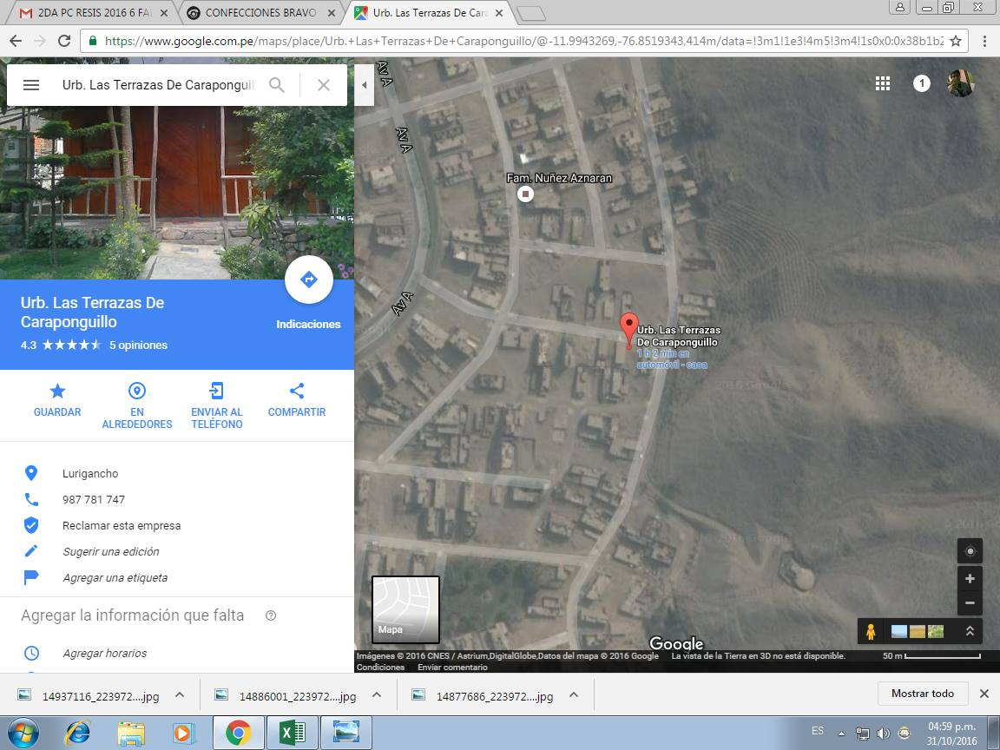 2DA PC RESIS 2016 6 FAL
CONFECCIONES BRAVO
Urb. Las Terrazas De Cara
https://www.google.com.pe/maps/place/Urb.+Las+Terrazas+De+Caraponguillo/@-11.9943269,-76.8519343,414m/data=!3m1!1e3!4m5!3m4!1s0x0:0x38b1b2
Urb. Las Terrazas De Caraponguil
Urb. Las Terrazas De
Caraponguillo
4.3 5 opiniones
Indicaciones
GUARDAR
EN
ALREDEDORES
ENVIAR AL
TELÉFONO
COMPARTIR
Lurigancho
987 781 747
Reclamar esta empresa
Sugerir una edición
Agregar una etiqueta
Agregar la información que falta
Agregar horarios
Av A
Av A
Av A
1
Fam. Nuñez Aznaran
Urb. Las Terrazas
De Caraponguillo
1 h 2 min en
automóvil - casa
Mapa
Google
Imágenes © 2016 CNES / Astrium,DigitalGlobe,Datos del mapa © 2016 Google La vista de la Tierra en 3D no está disponible. 50 m
Condiciones Enviar comentario
14937116_223972....jpg
14886001_223972....jpg
14877686_223972....jpg
Mostrar todo
ES
04:59 p.m.
31/10/2016